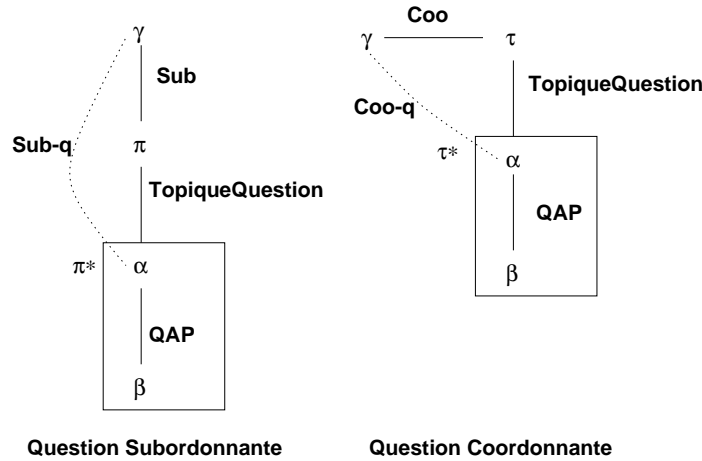 γ
Sub
Sub-q
π
TopiqueQuestion
π*
α
QAP
β
Question Subordonnante
Coo
γ
τ
TopiqueQuestion
Coo-q
τ*
α
QAP
β
Question Coordonnante